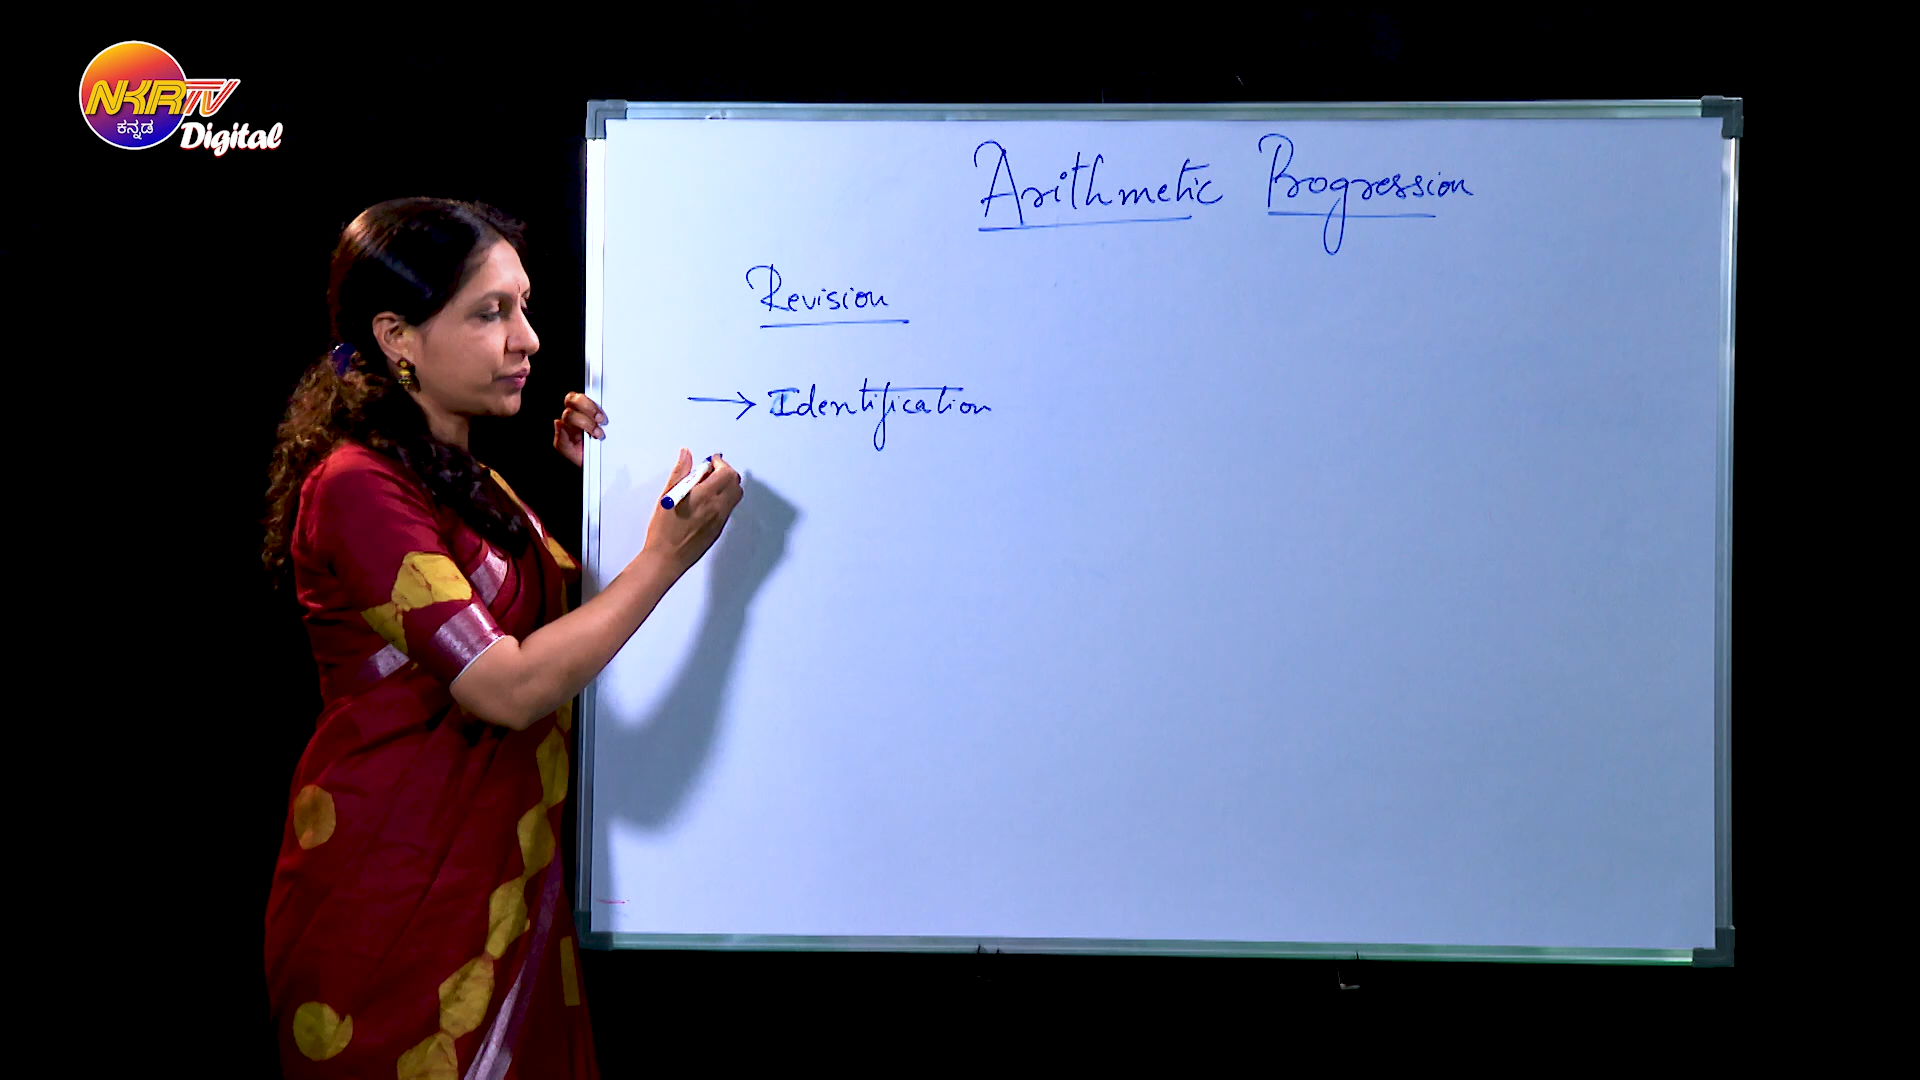 NKRTV
ಕನ್ನಡ
Digital
Arithmetic Progression
Revision
→ Identification